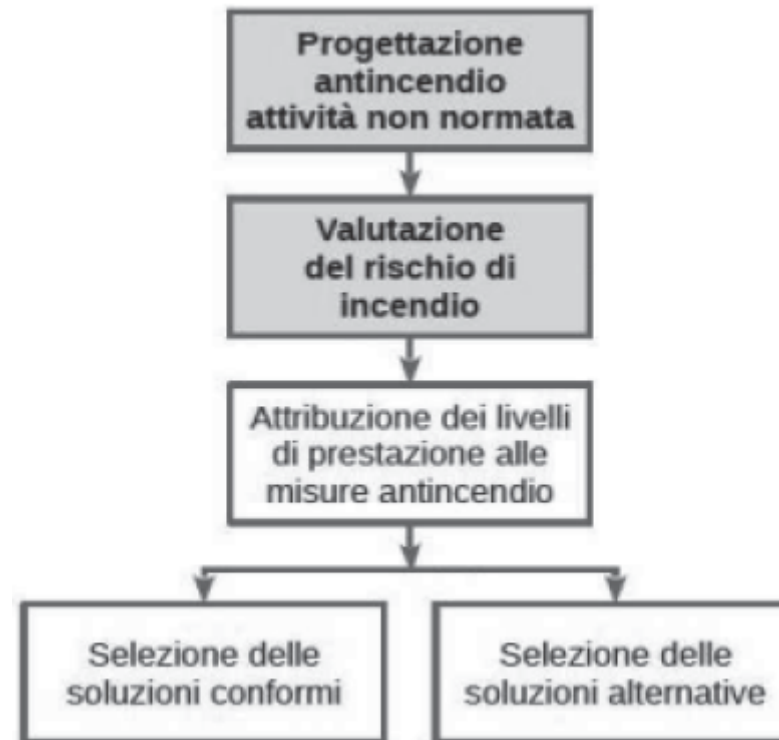 Progettazione
antincendio
attività non normata
Valutazione
del rischio di
incendio
Attribuzione dei livelli
di prestazione alle
misure antincendio
Selezione delle
soluzioni conformi
Selezione delle
soluzioni alternative